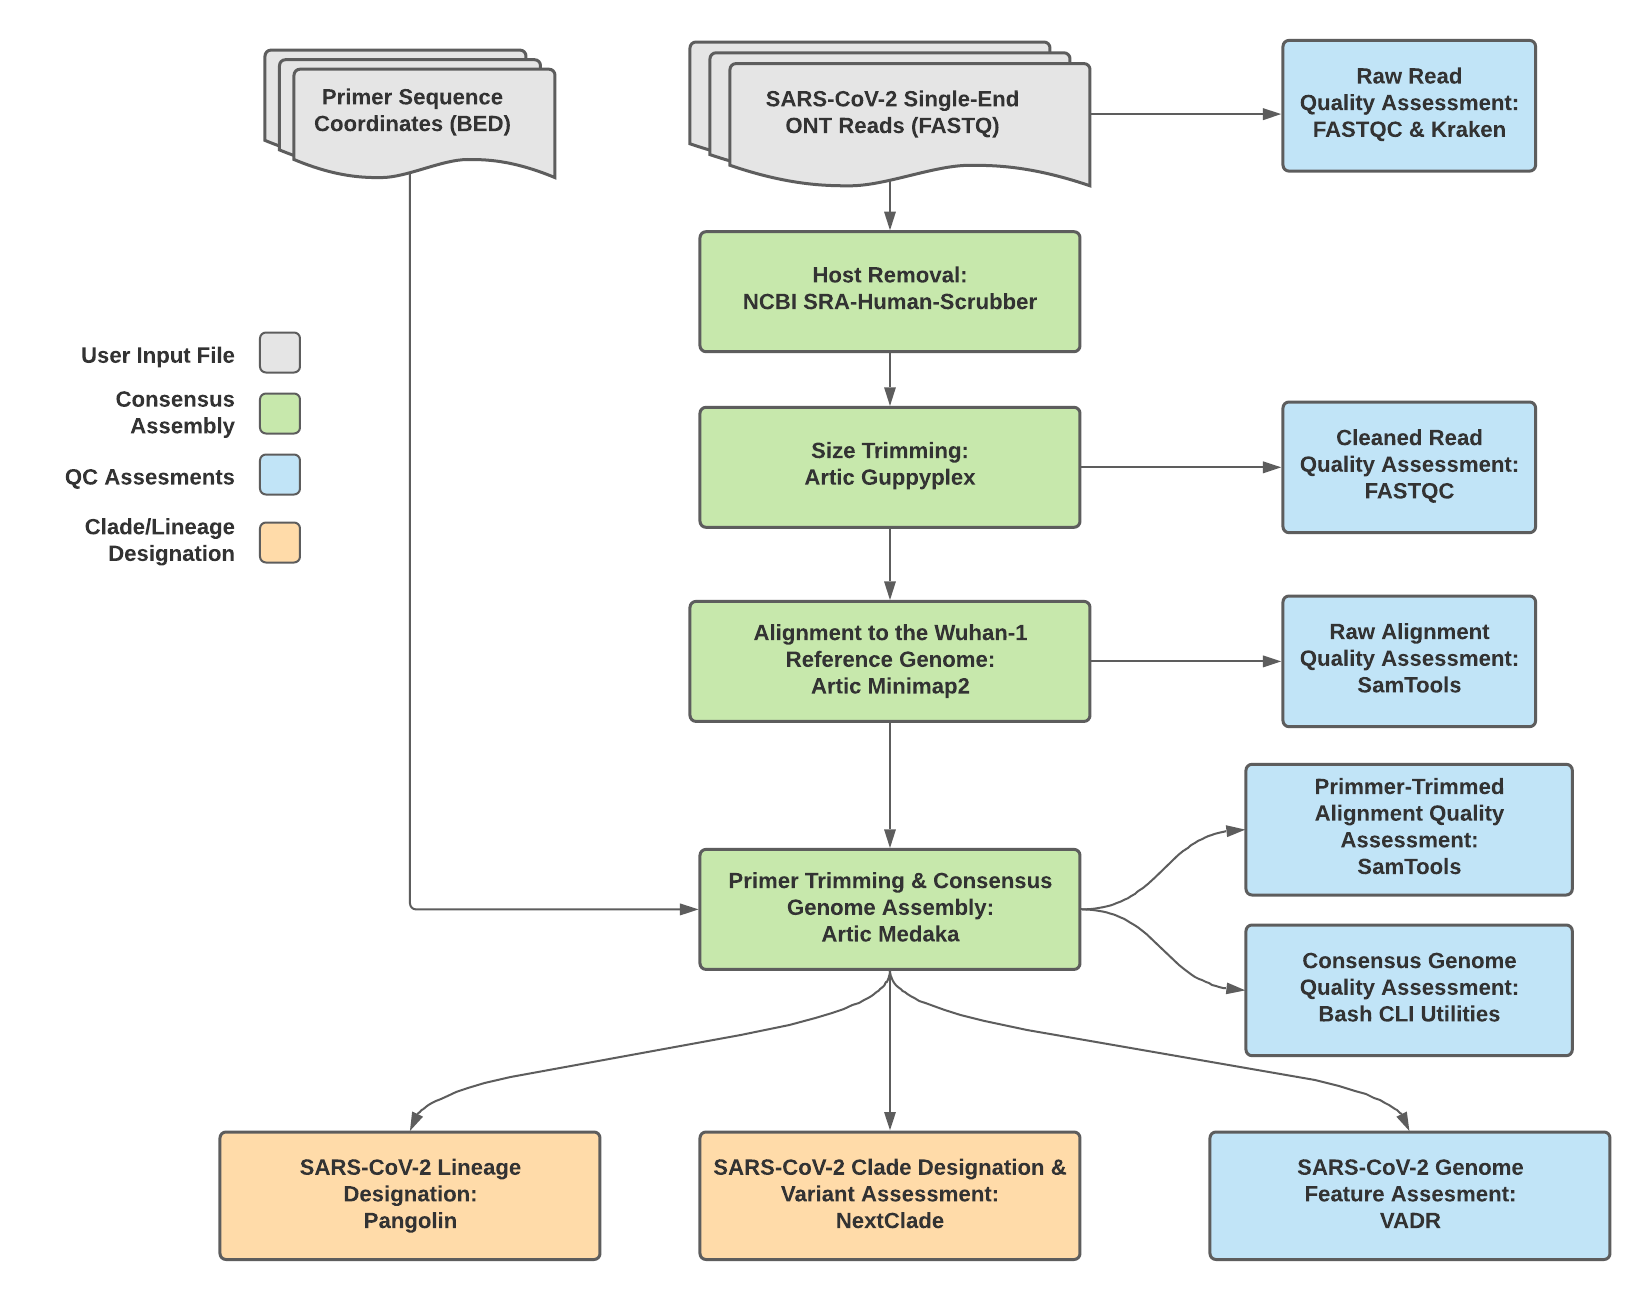 Primer Sequence
Coordinates (BED)
SARS-CoV-2 Single-End
ONT Reads (FASTQ)
Raw Read
Quality Assessment:
FASTQC & Kraken
Host Removal:
NCBI SRA-Human-Scrubber
User Input File
Consensus
Assembly
QC Assesments
Clade/Lineage
Designation
Size Trimming:
Artic Guppyplex
Cleaned Read
Quality Assessment:
FASTQC
Alignment to the Wuhan-1
Reference Genome:
Artic Minimap2
Raw Alignment
Quality Assessment:
SamTools
Primmer-Trimmed
Alignment Quality
Assessment:
SamTools
Primer Trimming & Consensus
Genome Assembly:
Artic Medaka
Consensus Genome
Quality Assessment:
Bash CLI Utilities
SARS-CoV-2 Lineage
Designation:
Pangolin
SARS-CoV-2 Clade Designation &
Variant Assessment:
NextClade
SARS-CoV-2 Genome
Feature Assesment:
VADR